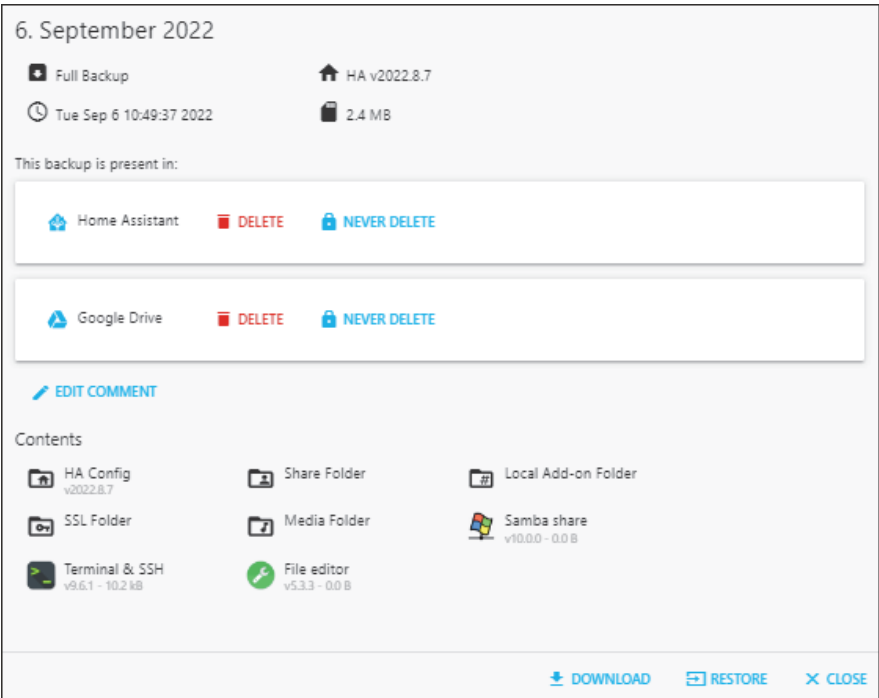 6. September 2022
Full Backup
HA v2022.8.7
Tue Sep 6 10:49:37 2022
2.4 MB
This backup is present in:
Home Assistant
DELETE
NEVER DELETE
Google Drive
DELETE
NEVER DELETE
EDIT COMMENT
Contents
HA Config
v2022.8.7
Share Folder
Local Add-on Folder
SSL Folder
Media Folder
Samba share
v10.0.0 - 0.0 B
Terminal & SSH
v9.6.1 - 10.2 kB
File editor
v5.3.3 - 0.0 B
DOWNLOAD
RESTORE
CLOSE